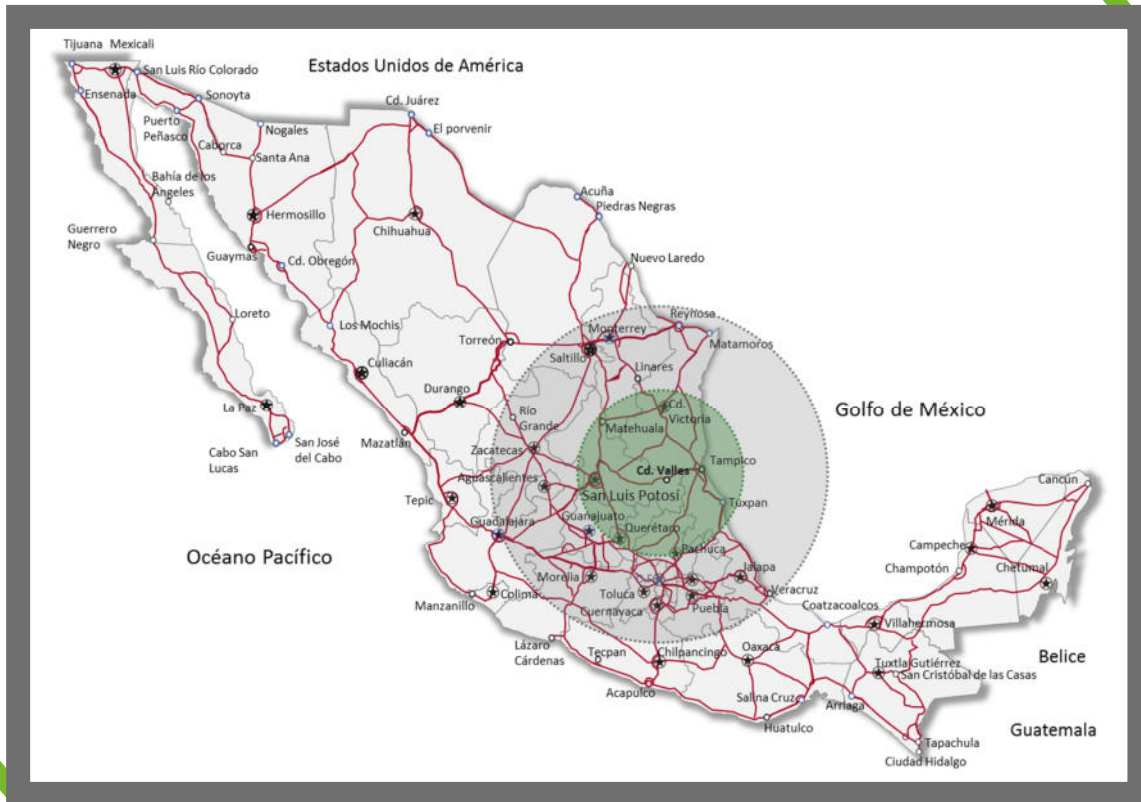 Tijuana Mexicali
San Luis Río Colorado
Estados Unidos de América
Ensenada
Sonoyta
Cd. Juárez
Puerto
Peñasco
Nogales
El porvenir
Caborca
Santa Ana
Bahía de los
Ángeles
Acuña
Piedras Negras
Hermosillo
Guerrero
Negro
Chihuahua
Guaymas
Cd. Obregón
Nuevo Laredo
Loreto
Los Mochis
Reynosa
Monterrey
Torreón
Saltillo
Matamoros
Culiacán
Linares
Durango
La Paz
Río
Grande
Cd.
Victoria
Golfo de México
Matehuala
Cabo San
Lucas
San José
del Cabo
Mazatlán
Zacatecas
Cd. Valles
Tampico
Aguascalientes
San Luis Potosí
Cancún
Tepic
Túxpan
Mérida
Guadalajara
Guanajuato
Querétaro
Océano Pacífico
Pachuca
Campeche
Champotón
Chetumal
Morelia
Jalapa
Manzanillo
Colima
Toluca
Veracruz
Cuernavaca
Puebla
Coatzacoalcos
Villahermosa
Lázaro
Cárdenas
Tecpan
Chilpancingo
Oaxaca
Belice
Tuxtla Gutiérrez
San Cristóbal de las Casas
Acapulco
Salina Cruz
Arriaga
Huatulco
Guatemala
Tapachula
Ciudad Hidalgo